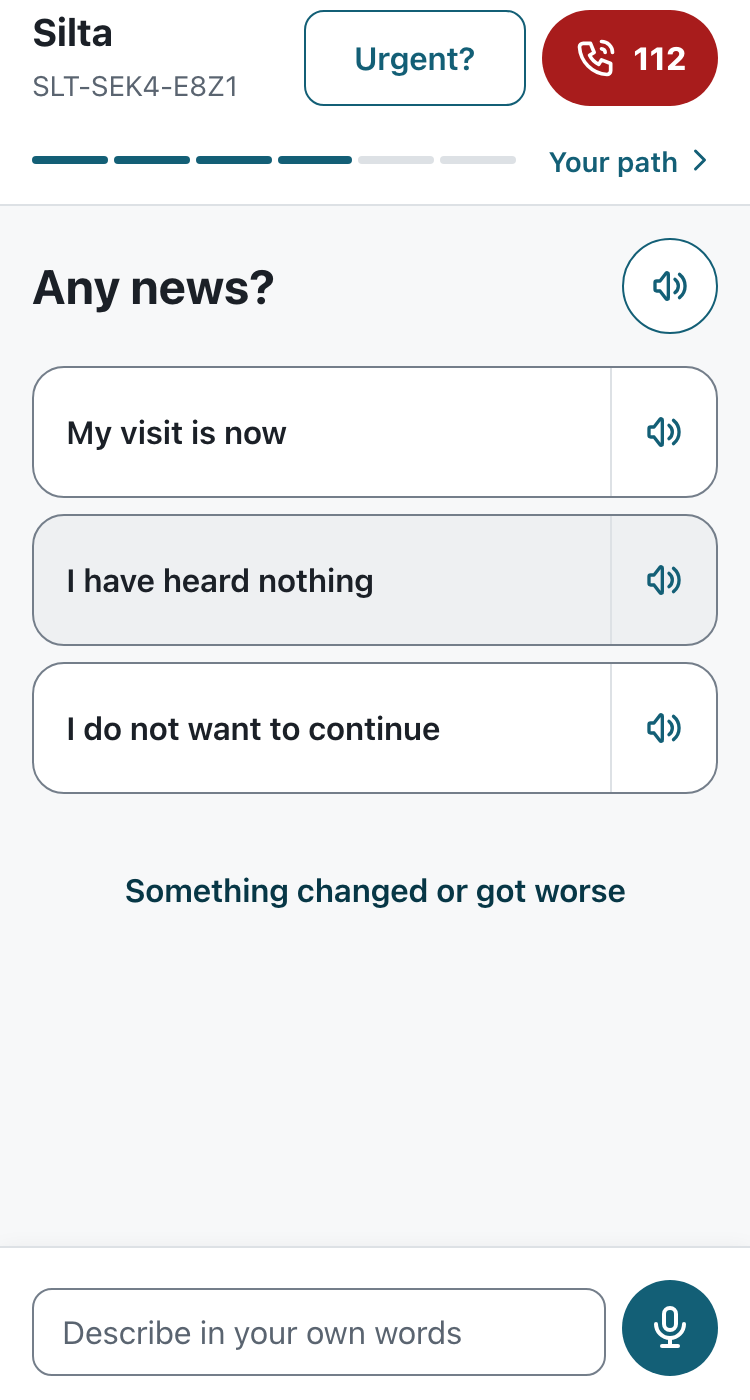 Silta
SLT-SEK4-E8Z1
Urgent?
112
Your path
Any news?
My visit is now
I have heard nothing
I do not want to continue
Something changed or got worse
Describe in your own words